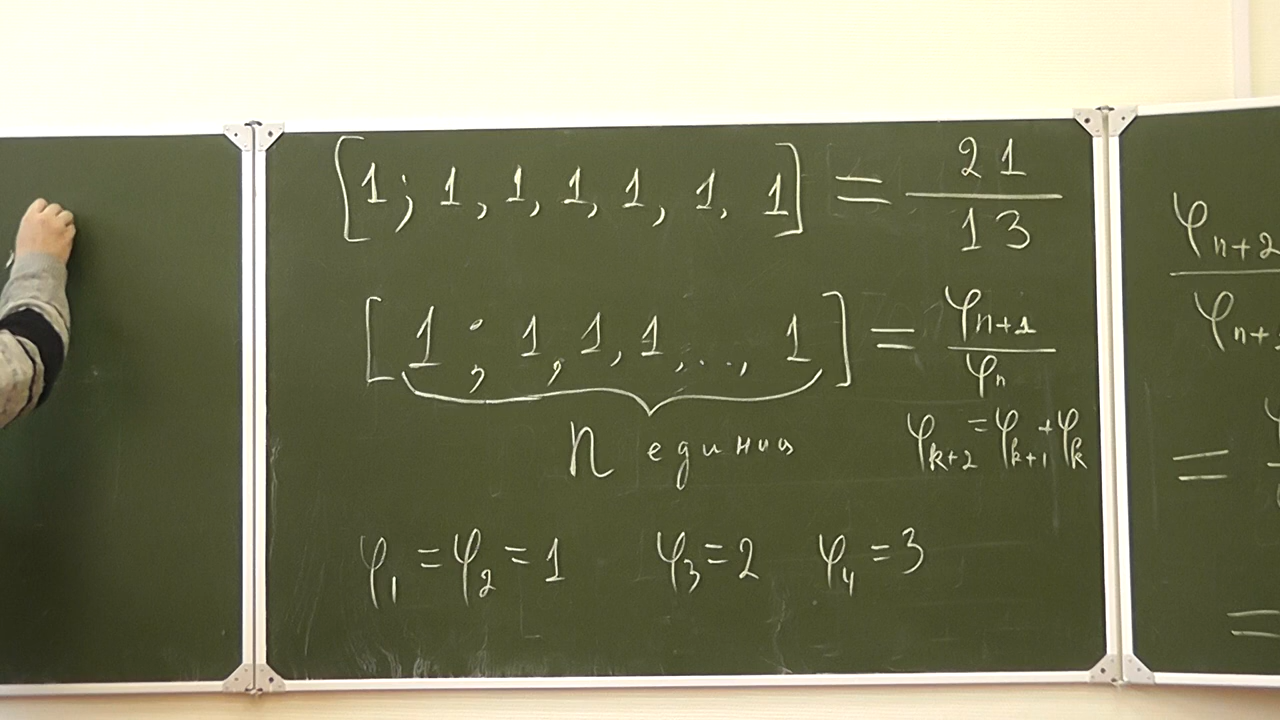 [1; 1, 1, 1, 1, 1, 1] = 21/13
[1; 1, 1, 1, ..., 1] = φn+1/φn
n единиц
φk+2 = φk+1 + φk
φ1 = φ2 = 1 φ3 = 2 φ4 = 3
φn+2
φn+
=
=